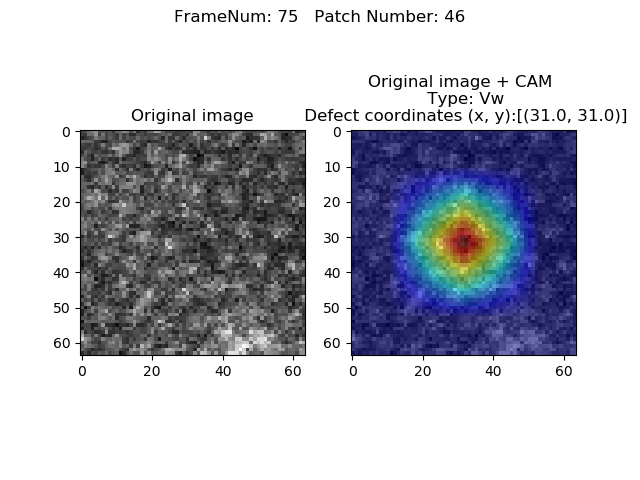 FrameNum: 75   Patch Number: 46
Original image
Original image + CAM
Type: Vw
Defect coordinates (x, y):[(31.0, 31.0)]
0
10
20
30
40
50
60
0 20 40 60
0
10
20
30
40
50
60
0 20 40 60